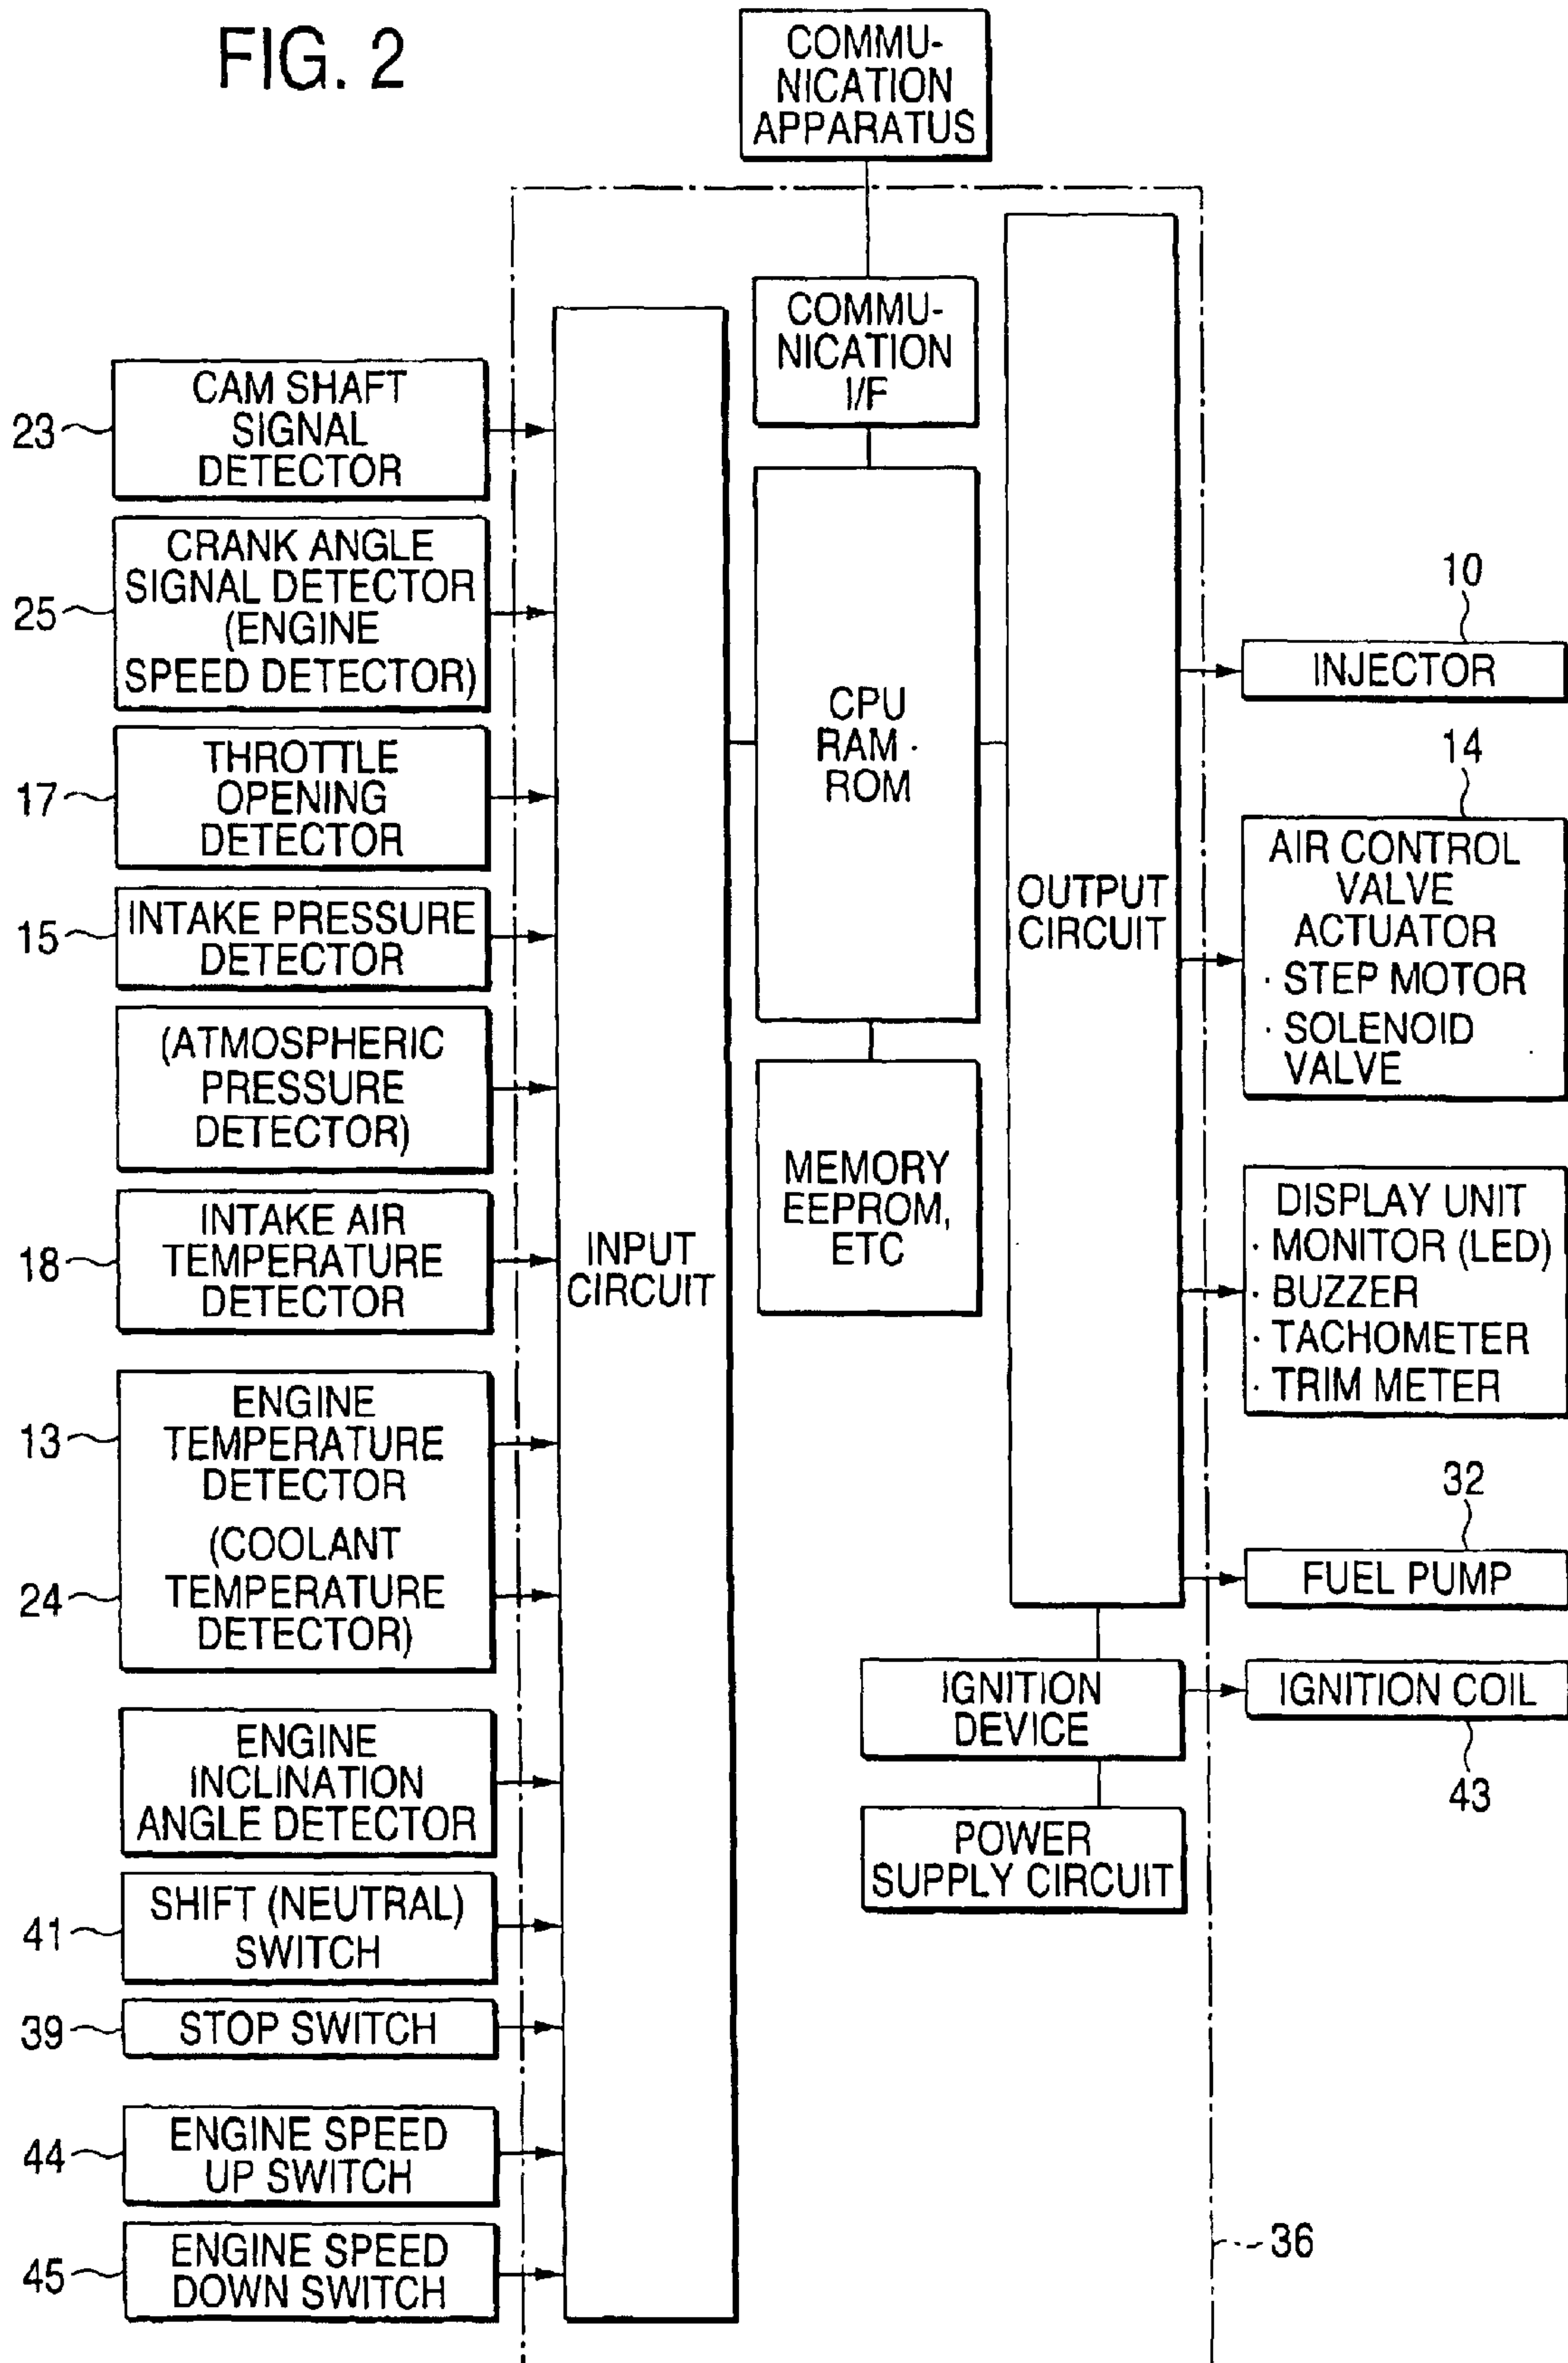 FIG. 2
COMMU-
NICATION
APPARATUS
COMMU-
NICATION
I/F
CPU
RAM ·
ROM
MEMORY
EEPROM,
ETC
INPUT
CIRCUIT
OUTPUT
CIRCUIT
IGNITION
DEVICE
POWER
SUPPLY CIRCUIT
23
CAM SHAFT
SIGNAL
DETECTOR
25
CRANK ANGLE
SIGNAL DETECTOR
(ENGINE
SPEED DETECTOR)
17
THROTTLE
OPENING
DETECTOR
15
INTAKE PRESSURE
DETECTOR
(ATMOSPHERIC
PRESSURE
DETECTOR)
18
INTAKE AIR
TEMPERATURE
DETECTOR
13
ENGINE
TEMPERATURE
DETECTOR
24
(COOLANT
TEMPERATURE
DETECTOR)
ENGINE
INCLINATION
ANGLE DETECTOR
41
SHIFT (NEUTRAL)
SWITCH
39
STOP SWITCH
44
ENGINE SPEED
UP SWITCH
45
ENGINE SPEED
DOWN SWITCH
10
INJECTOR
14
AIR CONTROL
VALVE
ACTUATOR
· STEP MOTOR
· SOLENOID
VALVE
DISPLAY UNIT
· MONITOR (LED)
· BUZZER
· TACHOMETER
· TRIM METER
32
FUEL PUMP
IGNITION COIL
43
36